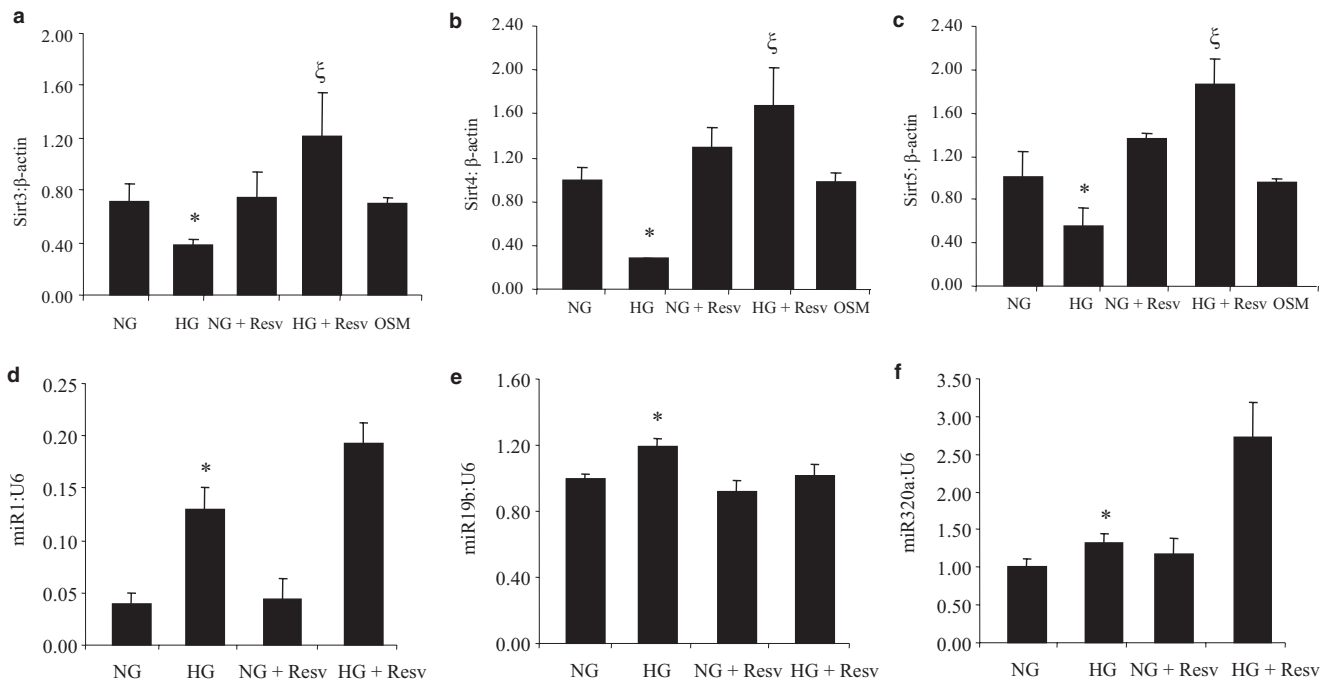 a
2.00
1.60
1.20
0.80
0.40
0.00
Sirt3:β-actin
*
ξ
NG HG NG + Resv HG + Resv OSM
b
2.40
2.00
1.60
1.20
0.80
0.40
0.00
Sirt4: β-actin
*
ξ
NG HG NG + Resv HG + Resv OSM
c
2.40
2.00
1.60
1.20
0.80
0.40
0.00
Sirt5: β-actin
*
ξ
NG HG NG + Resv HG + Resv OSM
d
0.25
0.20
0.15
0.10
0.05
0.00
miR1:U6
*
NG HG NG + Resv HG + Resv
e
1.60
1.20
0.80
0.40
0.00
miR19b:U6
*
NG HG NG + Resv HG + Resv
f
3.50
3.00
2.50
2.00
1.50
1.00
0.50
0.00
miR320a:U6
*
NG HG NG + Resv HG + Resv